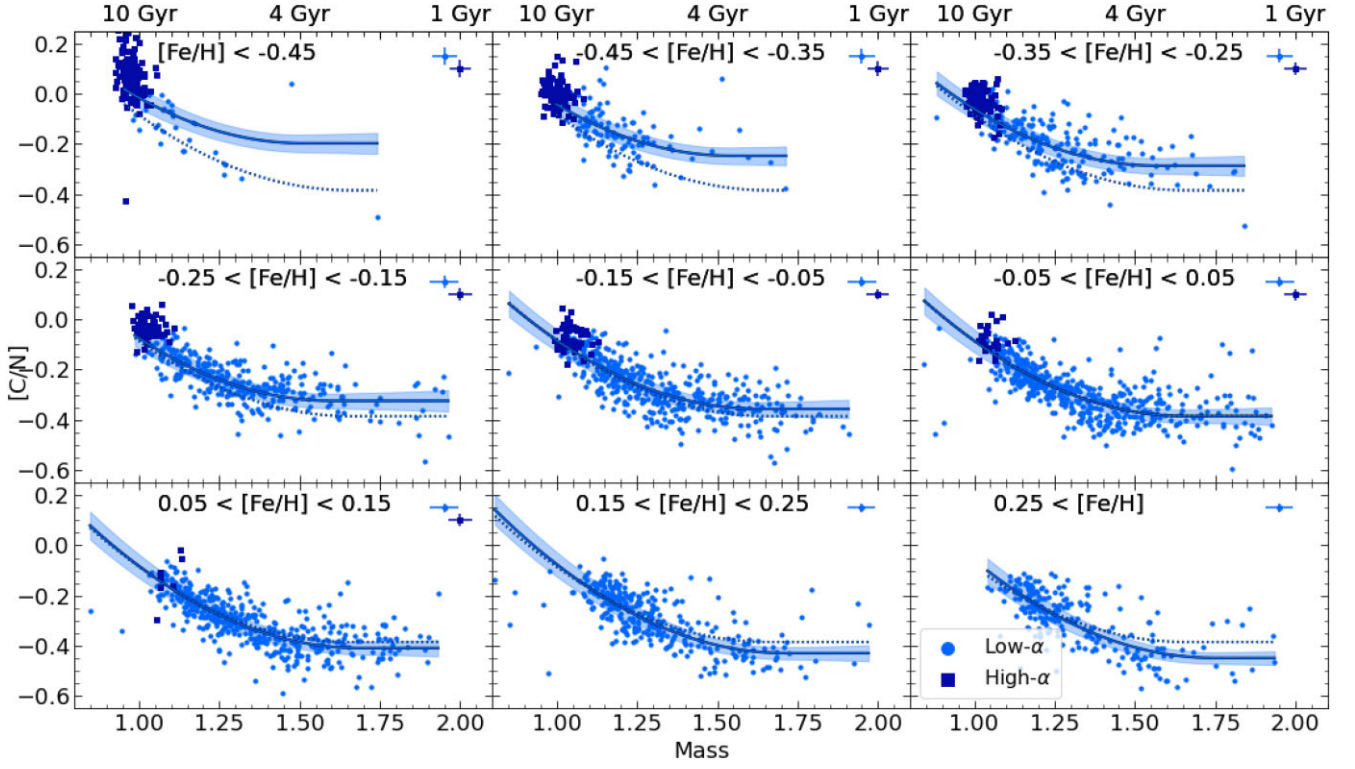 10 Gyr 4 Gyr 1 Gyr 10 Gyr 4 Gyr 1 Gyr 10 Gyr 4 Gyr 1 Gyr
0.2 [Fe/H] < -0.45 -0.45 < [Fe/H] < -0.35 -0.35 < [Fe/H] < -0.25
0.0
−0.2
−0.4
−0.6
0.2 -0.25 < [Fe/H] < -0.15 -0.15 < [Fe/H] < -0.05 -0.05 < [Fe/H] < 0.05
0.0
[C/N]
−0.2
−0.4
−0.6
0.2 0.05 < [Fe/H] < 0.15 0.15 < [Fe/H] < 0.25 0.25 < [Fe/H]
0.0
−0.2
−0.4
Low-α
High-α
−0.6
1.00 1.25 1.50 1.75 2.00 1.00 1.25 1.50 1.75 2.00 1.00 1.25 1.50 1.75 2.00
Mass